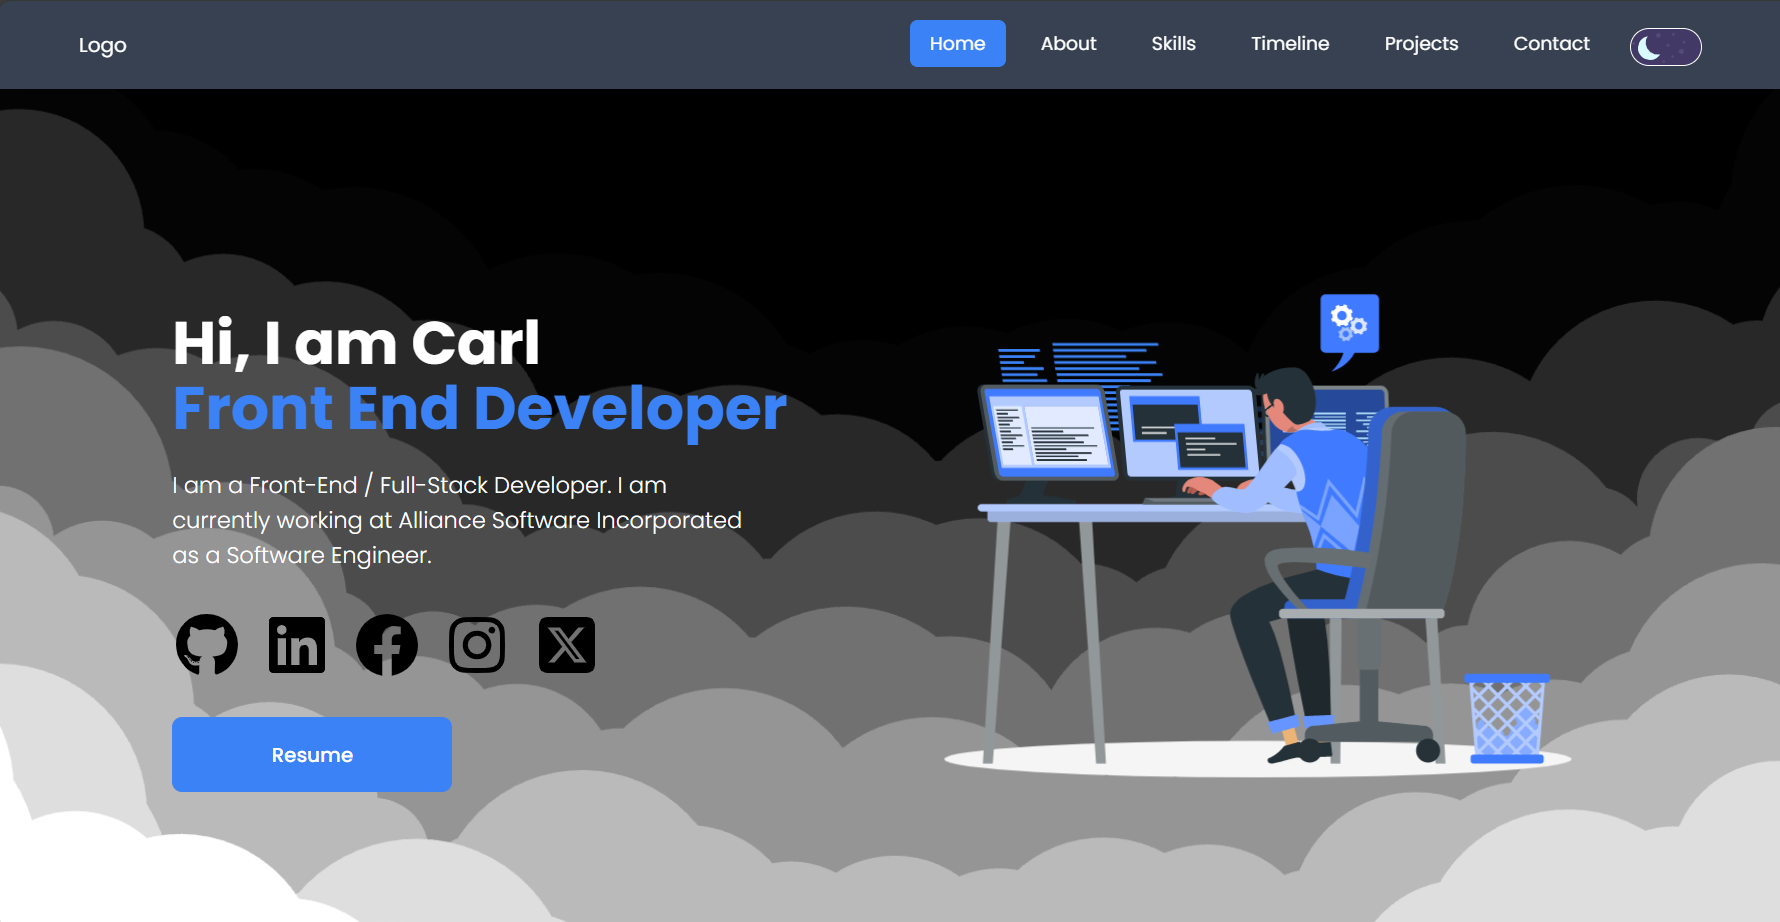 Logo
Home
About
Skills
Timeline
Projects
Contact
Hi, I am Carl
Front End Developer
I am a Front-End / Full-Stack Developer. I am
currently working at Alliance Software Incorporated
as a Software Engineer.
in
Resume